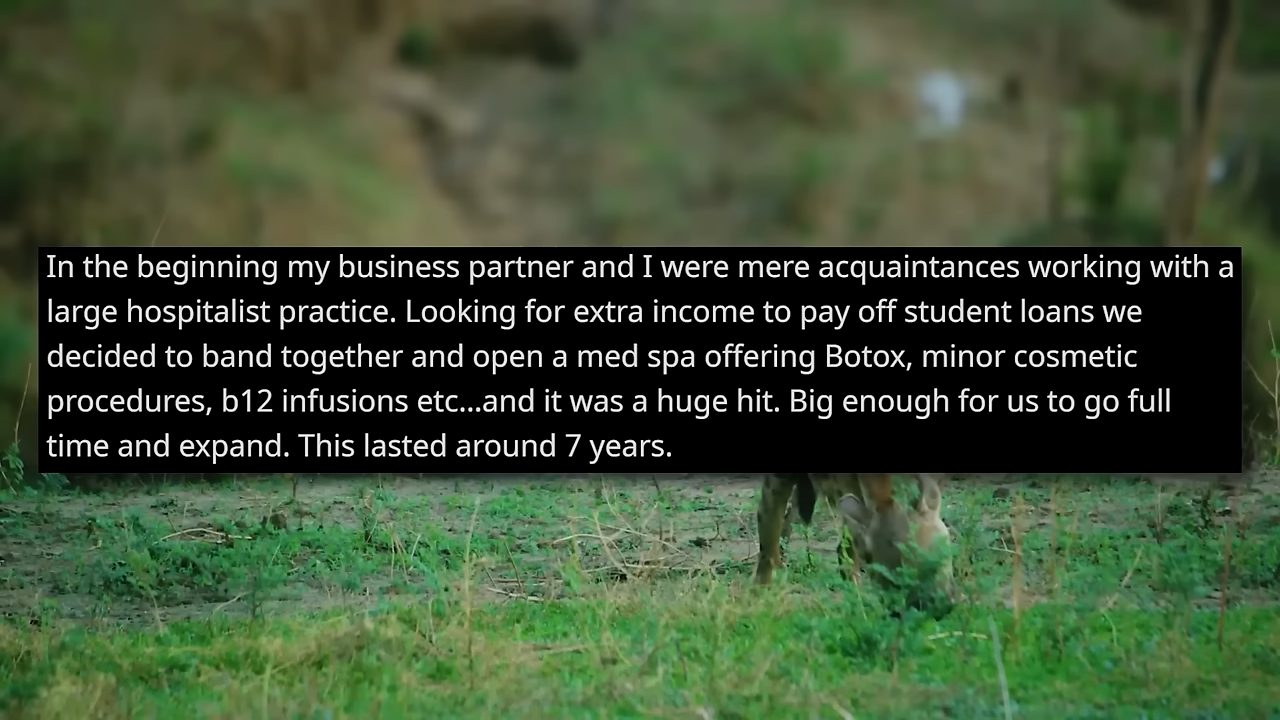 In the beginning my business partner and I were mere acquaintances working with a
large hospitalist practice. Looking for extra income to pay off student loans we
decided to band together and open a med spa offering Botox, minor cosmetic
procedures, b12 infusions etc...and it was a huge hit. Big enough for us to go full
time and expand. This lasted around 7 years.